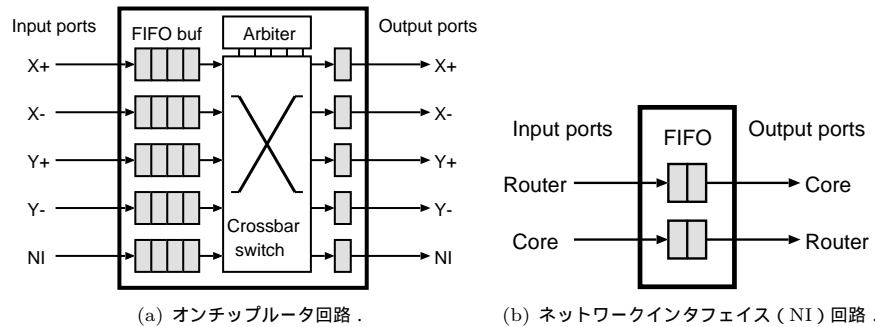 Input ports
FIFO buf
Arbiter
Output ports
X+
X+
X-
X-
Y+
Y+
Y-
Y-
NI
NI
Crossbar
switch
(a) オンチップルータ回路．
Input ports
FIFO
Output ports
Router
Core
Core
Router
(b) ネットワークインタフェイス（NI）回路．